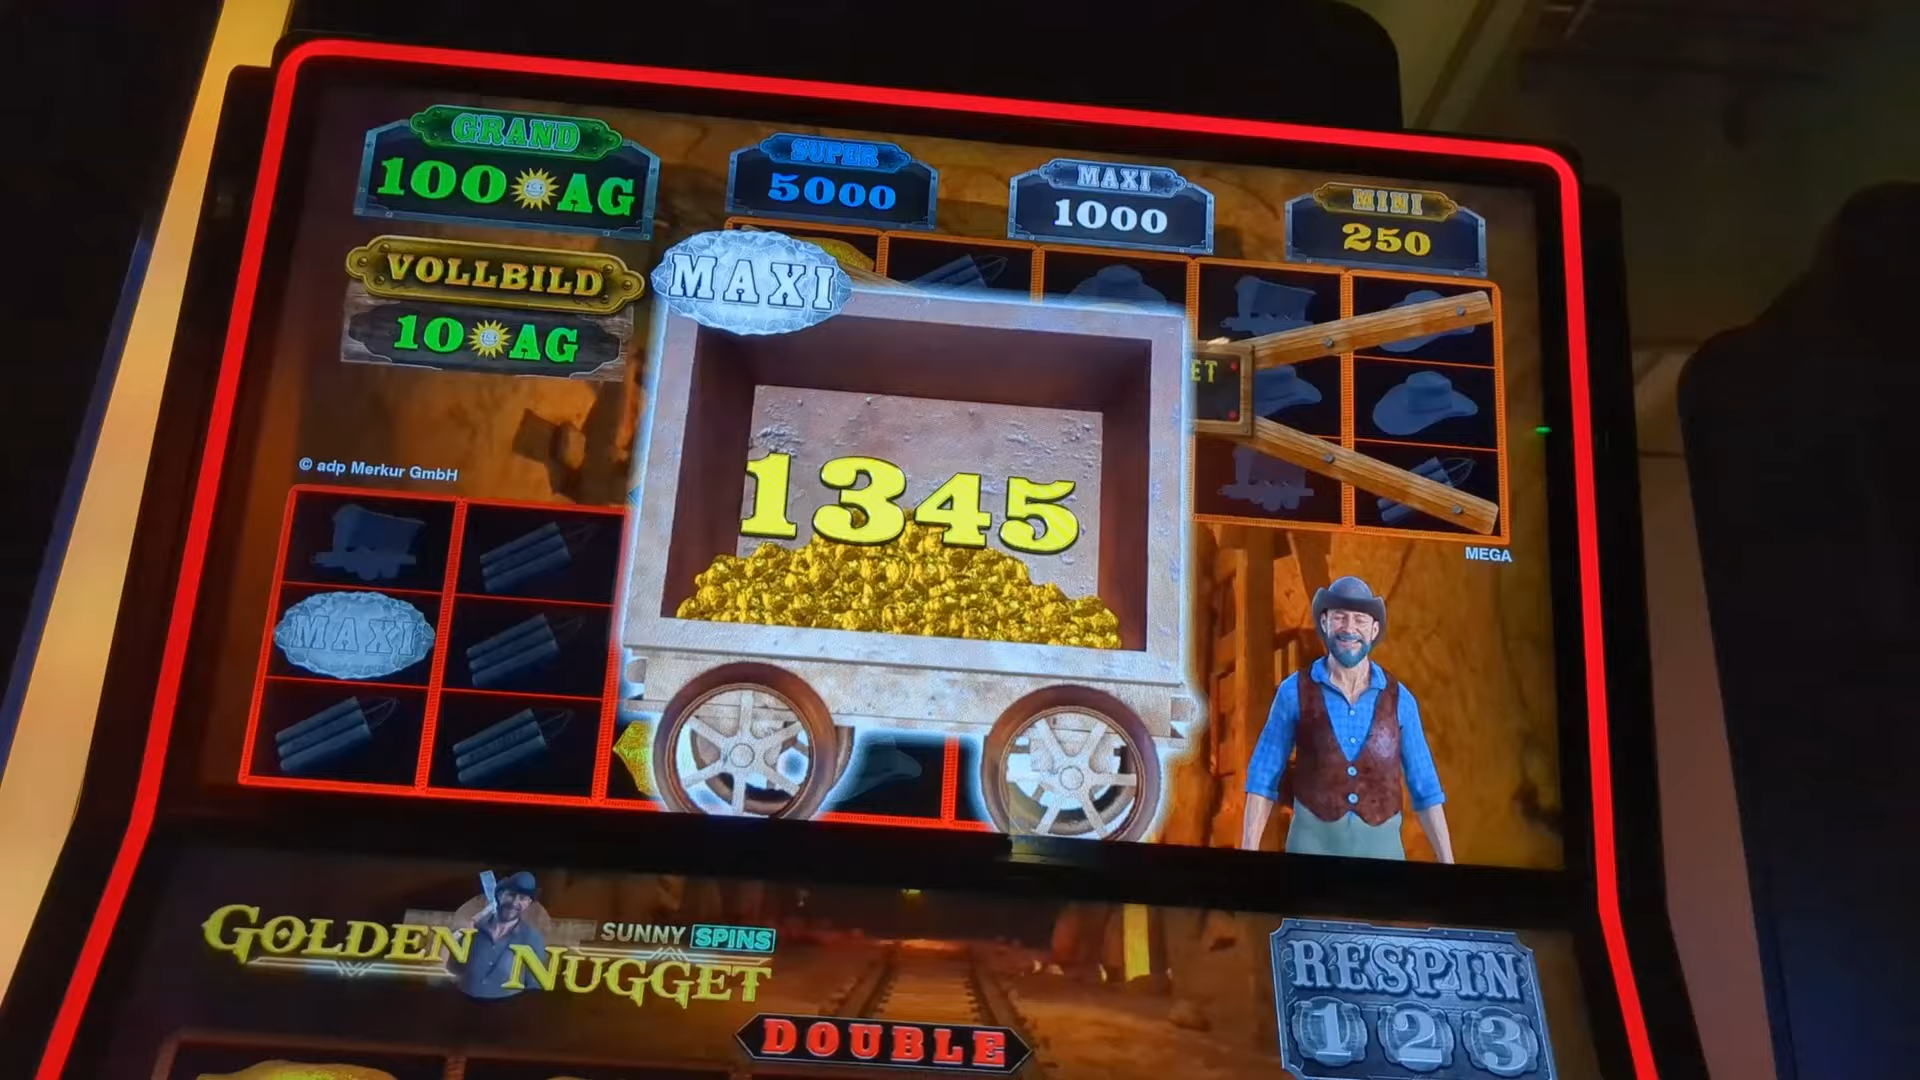 GRAND
100 AG
SUPER
5000
MAXI
1000
MINI
250
VOLLBILD
10 AG
MAXI
ET
1345
© adp Merkur GmbH
MAXI
MEGA
GOLDEN NUGGET
SUNNY SPINS
DOUBLE
RESPIN
1 2 3